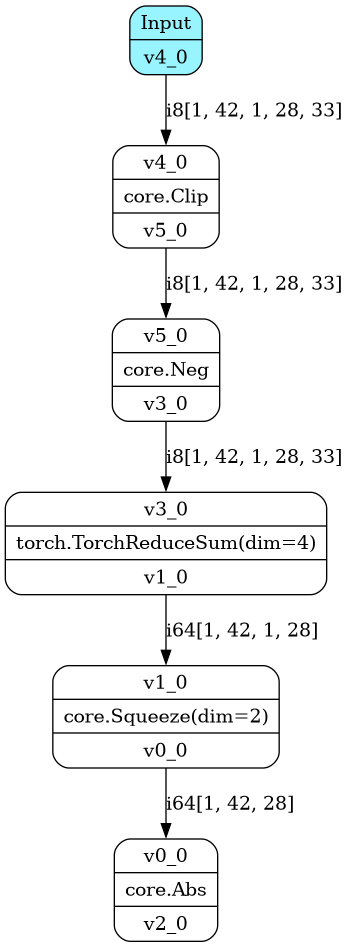 Input
v4_0
i8[1, 42, 1, 28, 33]
v4_0
core.Clip
v5_0
i8[1, 42, 1, 28, 33]
v5_0
core.Neg
v3_0
i8[1, 42, 1, 28, 33]
v3_0
torch.TorchReduceSum(dim=4)
v1_0
i64[1, 42, 1, 28]
v1_0
core.Squeeze(dim=2)
v0_0
i64[1, 42, 28]
v0_0
core.Abs
v2_0